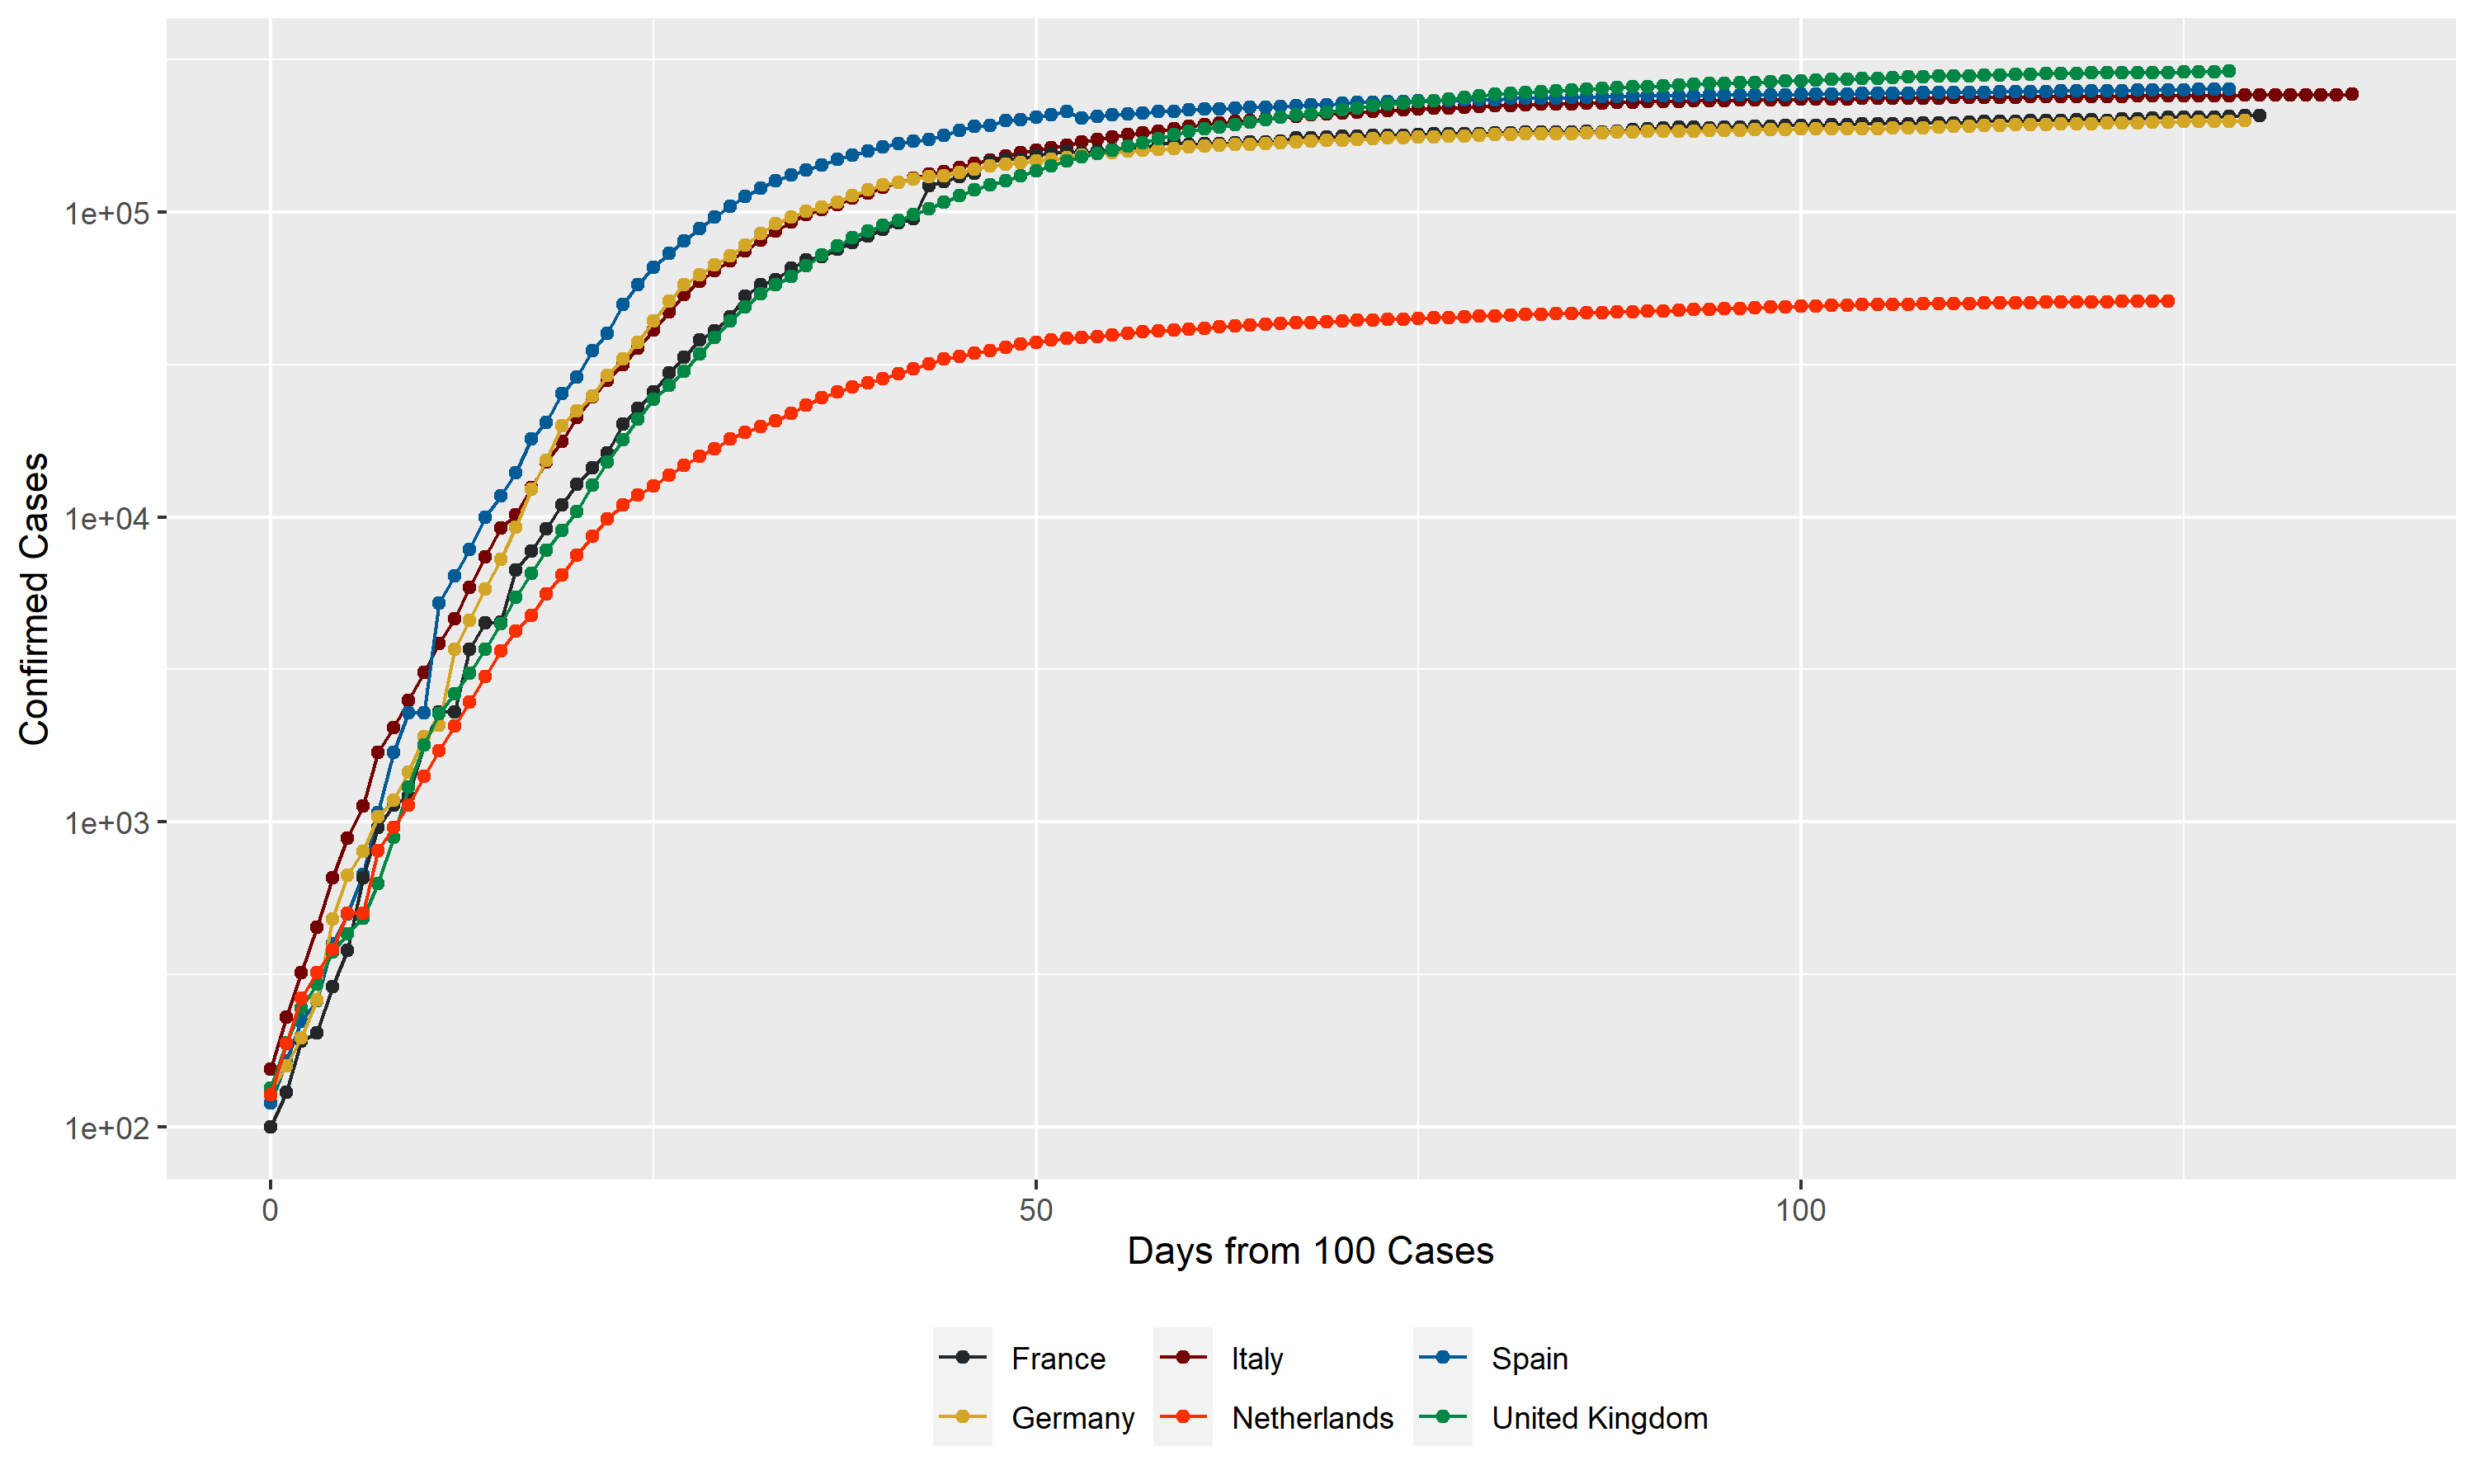 Confirmed Cases
1e+05
1e+04
1e+03
1e+02
0 50 100
Days from 100 Cases
France Italy Spain
Germany Netherlands United Kingdom